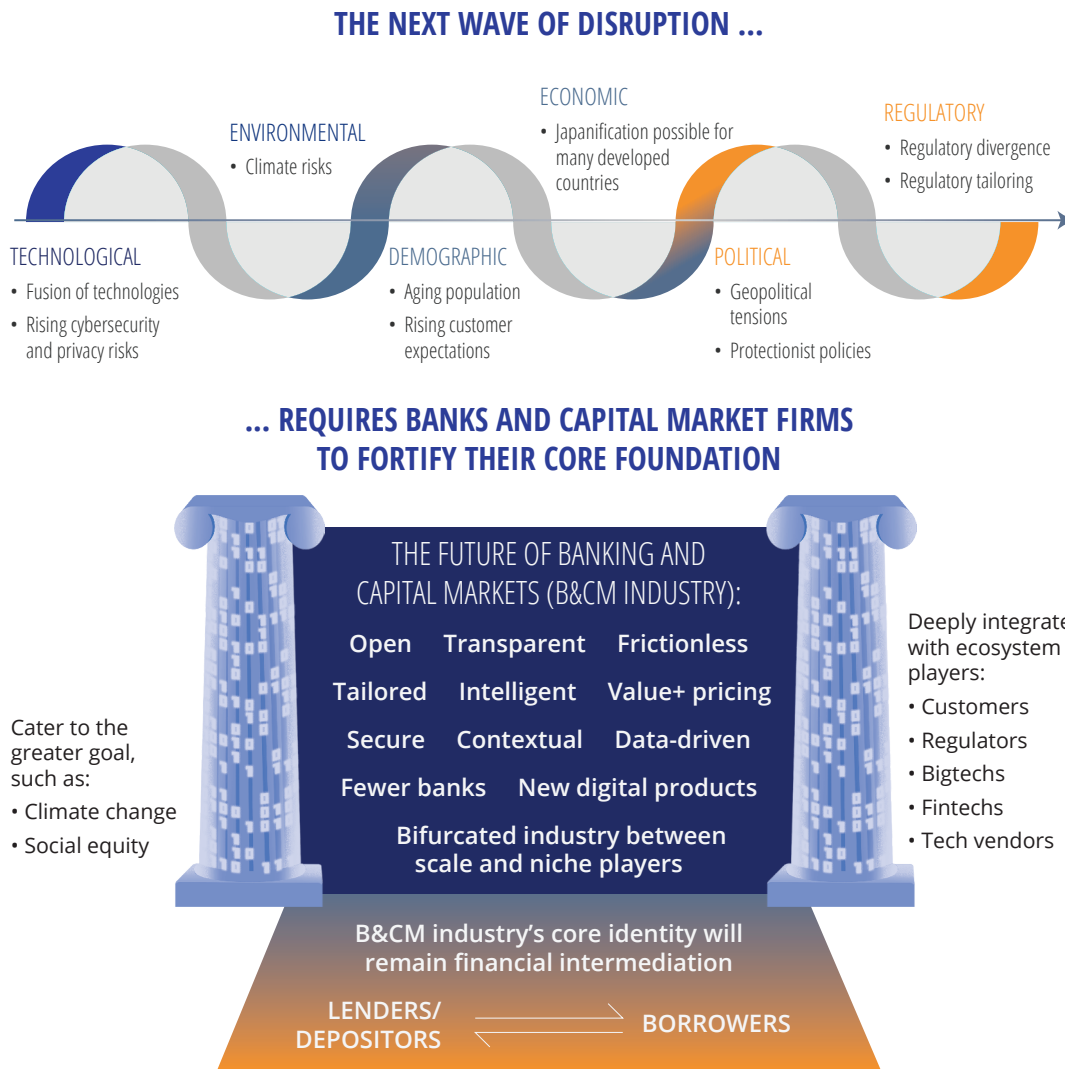 THE NEXT WAVE OF DISRUPTION ...
TECHNOLOGICAL
• Fusion of technologies
• Rising cybersecurity
and privacy risks
ENVIRONMENTAL
• Climate risks
DEMOGRAPHIC
• Aging population
• Rising customer
expectations
ECONOMIC
• Japanification possible for
many developed
countries
POLITICAL
• Geopolitical
tensions
• Protectionist policies
REGULATORY
• Regulatory divergence
• Regulatory tailoring
... REQUIRES BANKS AND CAPITAL MARKET FIRMS
TO FORTIFY THEIR CORE FOUNDATION
Cater to the
greater goal,
such as:
• Climate change
• Social equity
THE FUTURE OF BANKING AND
CAPITAL MARKETS (B&CM INDUSTRY):
Open Transparent Frictionless
Tailored Intelligent Value+ pricing
Secure Contextual Data-driven
Fewer banks New digital products
Bifurcated industry between
scale and niche players
Deeply integrate
with ecosystem
players:
• Customers
• Regulators
• Bigtechs
• Fintechs
• Tech vendors
B&CM industry’s core identity will
remain financial intermediation
LENDERS/
DEPOSITORS
BORROWERS